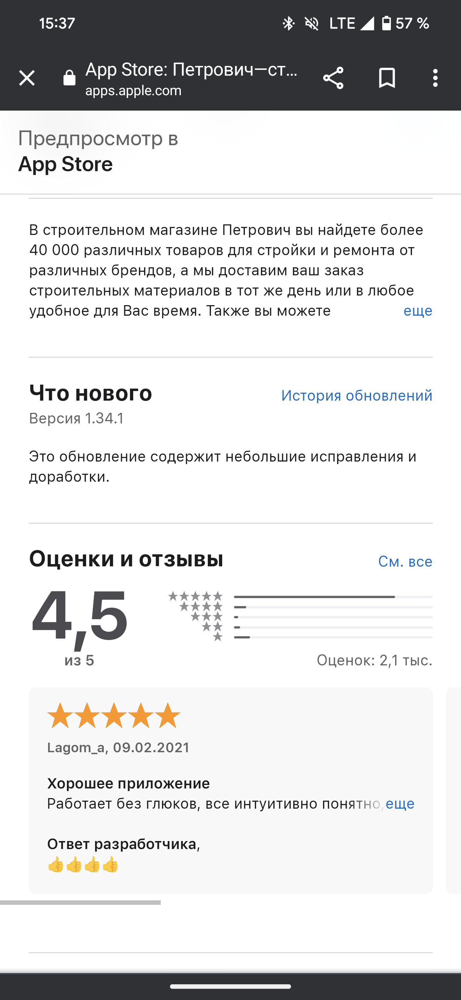 15:37
LTE 57 %
App Store: Петрович—ст...
apps.apple.com
Предпросмотр в
App Store
В строительном магазине Петрович вы найдете более
40 000 различных товаров для стройки и ремонта от
различных брендов, а мы доставим ваш заказ
строительных материалов в тот же день или в любое
удобное для Вас время. Также вы можете еще
Что нового История обновлений
Версия 1.34.1
Это обновление содержит небольшие исправления и
доработки.
Оценки и отзывы См. все
4,5
из 5 Оценок: 2,1 тыс.
Lagom_a, 09.02.2021
Хорошее приложение
Работает без глюков, все интуитивно понятно, еще
Ответ разработчика,
👍👍👍👍